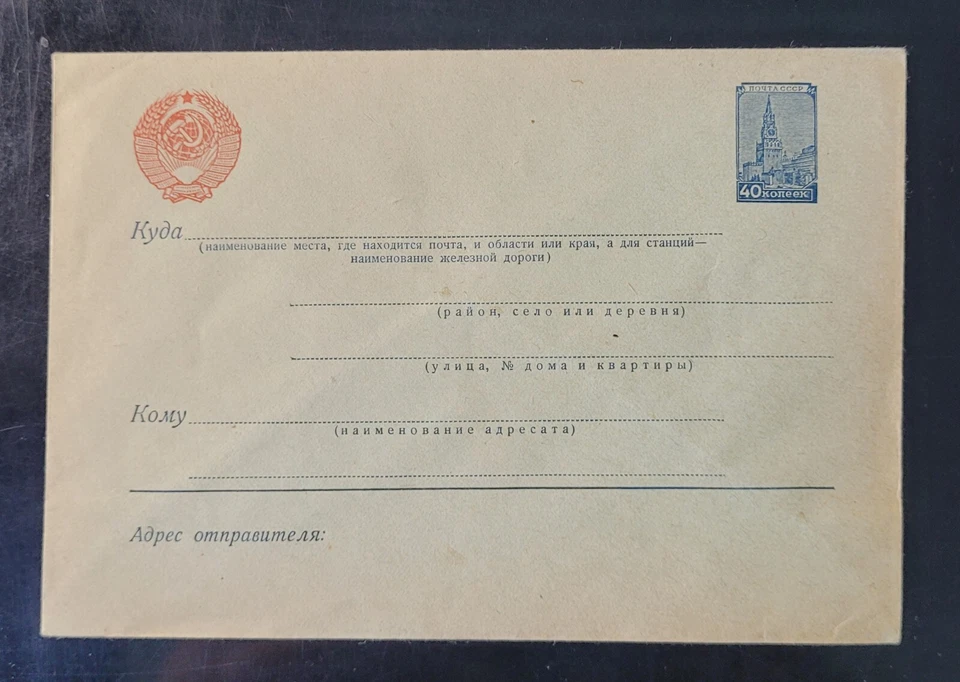 ПОЧТА СССР
40 копеек
Куда
(наименование места, где находится почта, и области или края, а для станций—
наименование железной дороги)
(район, село или деревня)
(улица, № дома и квартиры)
Кому
(наименование адресата)
Адрес отправителя: